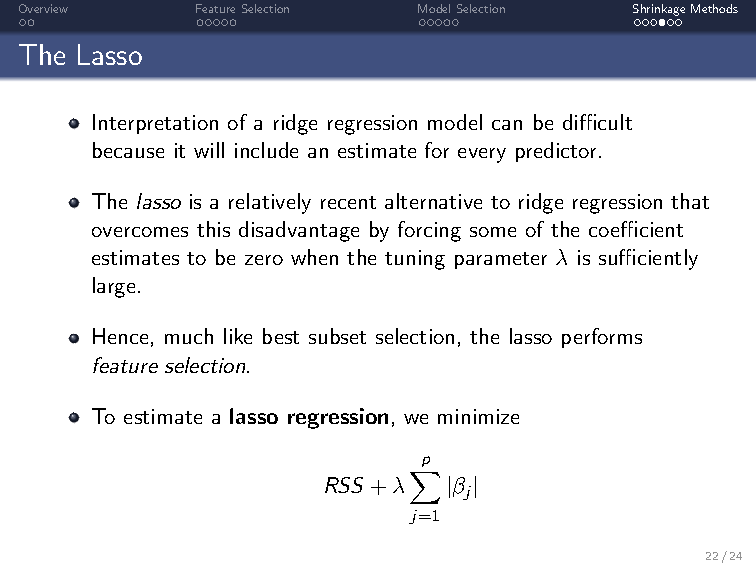 Overview Feature Selection Model Selection Shrinkage Methods
The Lasso
Interpretation of a ridge regression model can be difficult
because it will include an estimate for every predictor.
The lasso is a relatively recent alternative to ridge regression that
overcomes this disadvantage by forcing some of the coefficient
estimates to be zero when the tuning parameter λ is sufficiently
large.
Hence, much like best subset selection, the lasso performs
feature selection.
To estimate a lasso regression, we minimize
p
RSS + λ ∑ |βj|
j=1
22 / 24